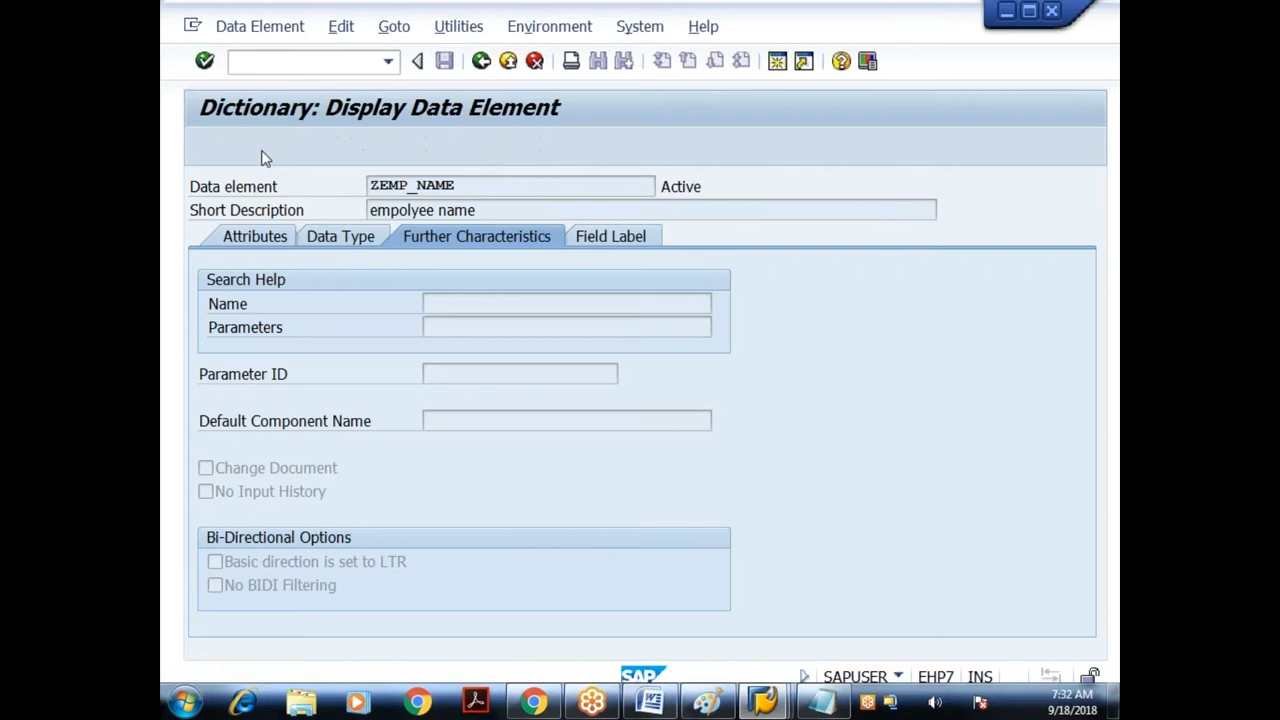 Data Element Edit Goto Utilities Environment System Help
Dictionary: Display Data Element
Data element ZEMP_NAME Active
Short Description empolyee name
Attributes Data Type Further Characteristics Field Label
Search Help
Name
Parameters
Parameter ID
Default Component Name
Change Document
No Input History
Bi-Directional Options
Basic direction is set to LTR
No BIDI Filtering
SAP SAPUSER EHP7 INS
7:32 AM
9/18/2018